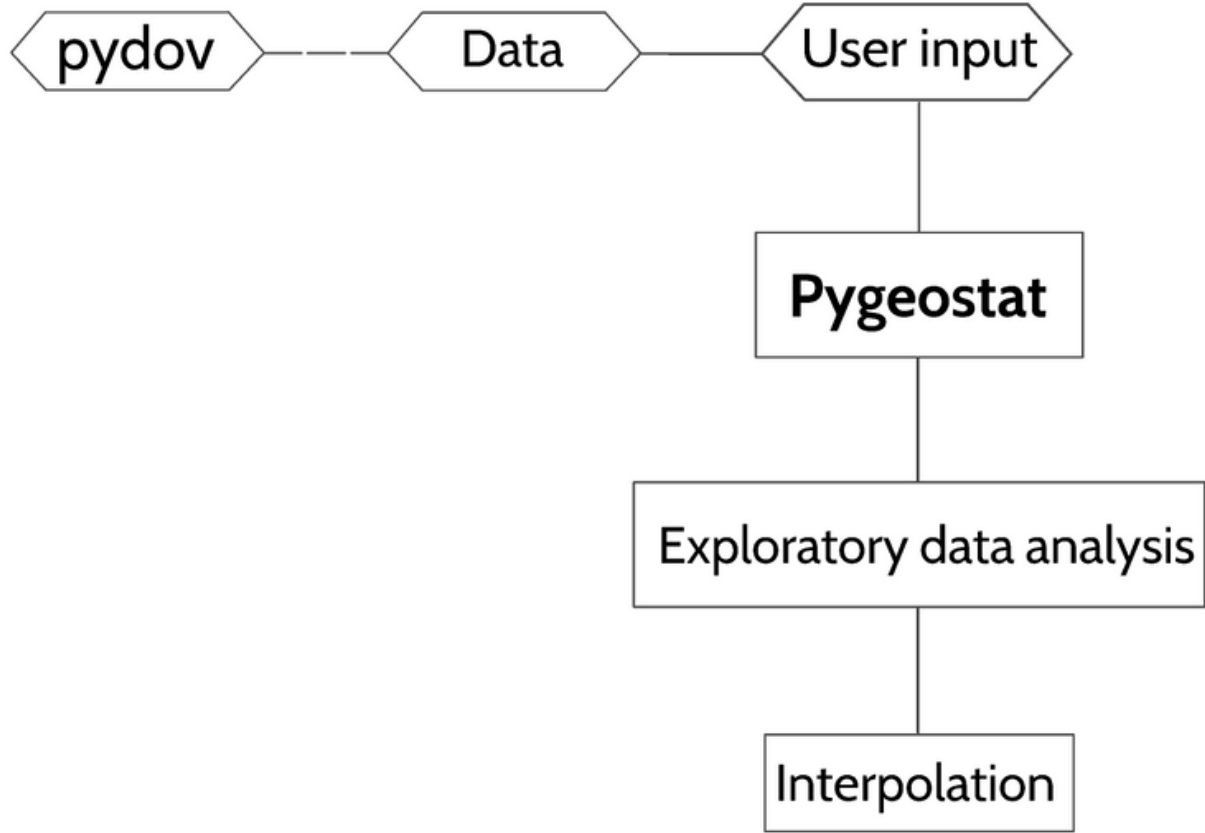 pydov
Data
User input
Pygeostat
Exploratory data analysis
Interpolation